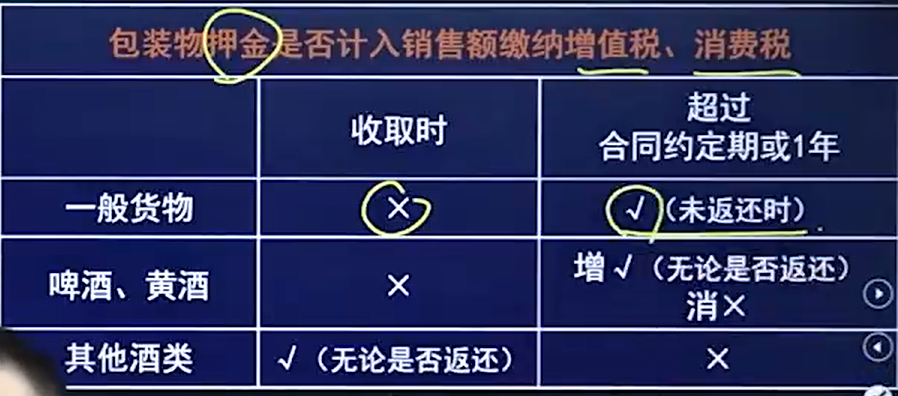 包装物押金是否计入销售额缴纳增值税、消费税
收取时
超过
合同约定期或1年
一般货物
×
√（未返还时）
啤酒、黄酒
×
增√（无论是否返还）
消×
其他酒类
√（无论是否返还）
×